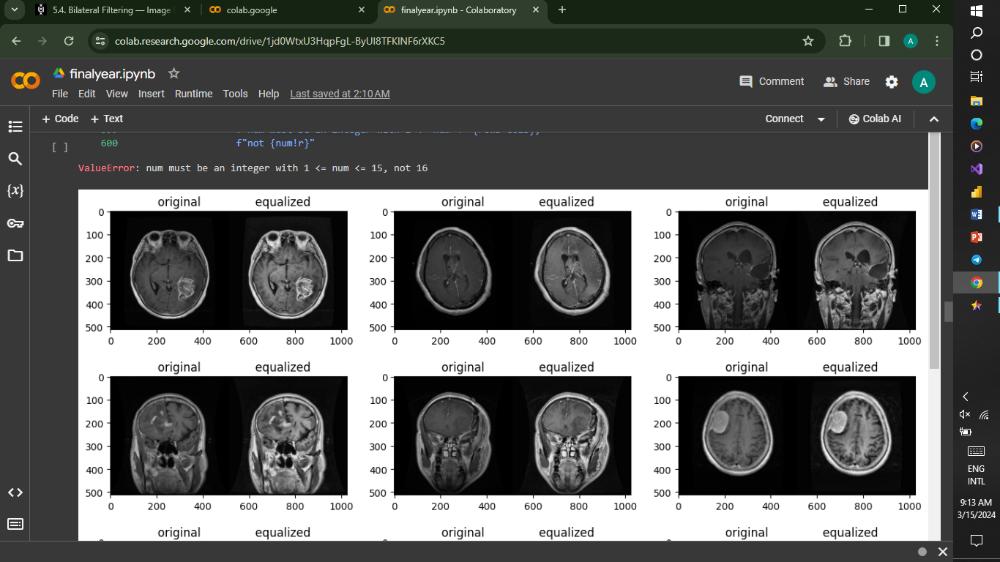 5.4. Bilateral Filtering — Image
colab.google
finalyear.ipynb - Colaboratory
colab.research.google.com/drive/1jd0WtxU3HqpFgL-ByUI8TFKlNF6rXKC5
A
finalyear.ipynb
Comment
Share
A
File Edit View Insert Runtime Tools Help Last saved at 2:10 AM
+ Code + Text
Connect
Colab AI
[ ]
600 f"not {num!r}"
ValueError: num must be an integer with 1 <= num <= 15, not 16
{x}
original equalized original equalized original equalized
0 0 0
100 100 100
200 200 200
300 300 300
400 400 400
500 500 500
0 200 400 600 800 1000 0 200 400 600 800 1000 0 200 400 600 800 1000
original equalized original equalized original equalized
0 0 0
100 100 100
200 200 200
300 300 300
400 400 400
500 500 500
0 200 400 600 800 1000 0 200 400 600 800 1000 0 200 400 600 800 1000
original equalized original equalized original equalized
ENG
INTL
9:13 AM
3/15/2024